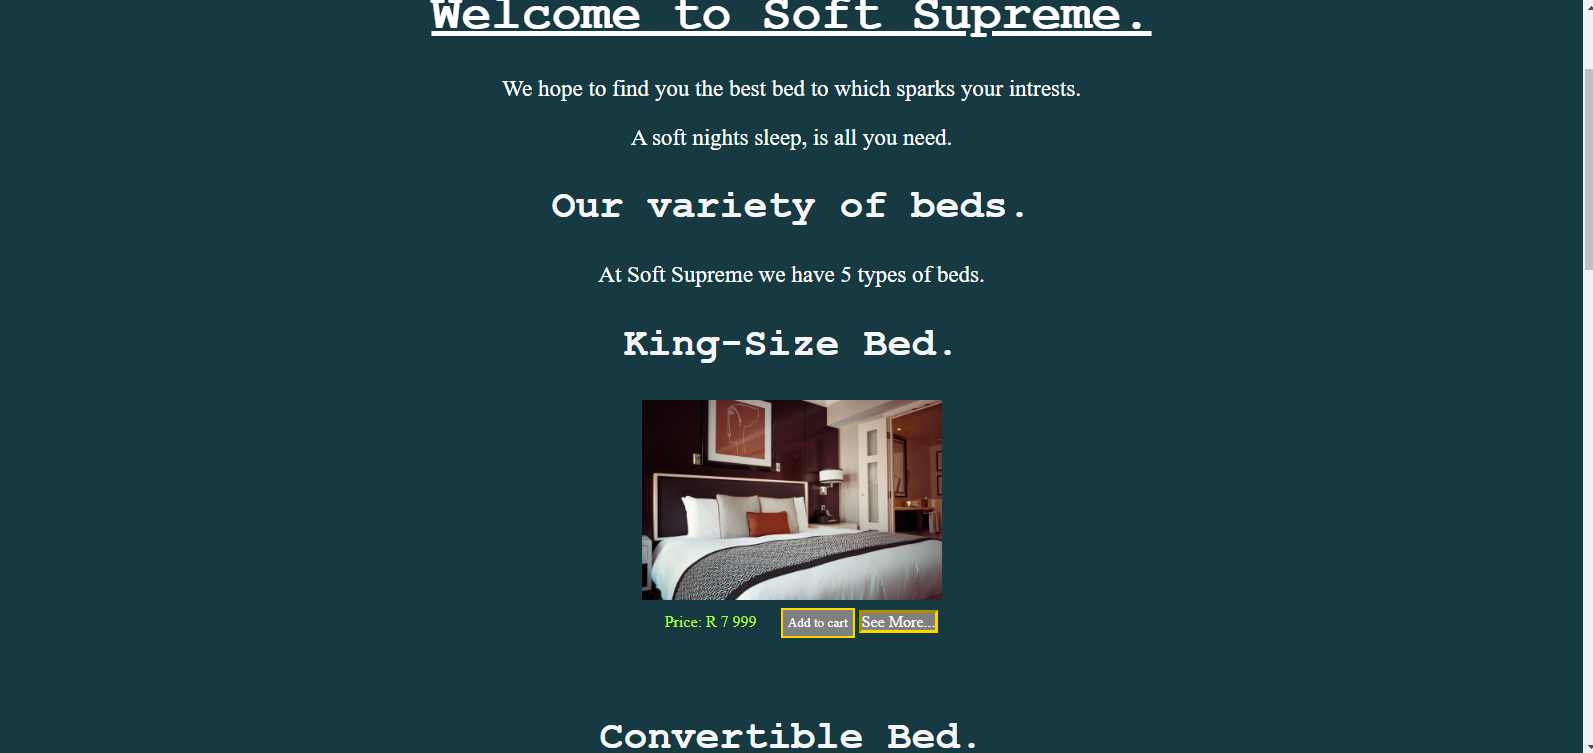 Welcome to Soft Supreme.
We hope to find you the best bed to which sparks your intrests.
A soft nights sleep, is all you need.
Our variety of beds.
At Soft Supreme we have 5 types of beds.
King-Size Bed.
Price: R 7 999 Add to cart See More...
Convertible Bed.